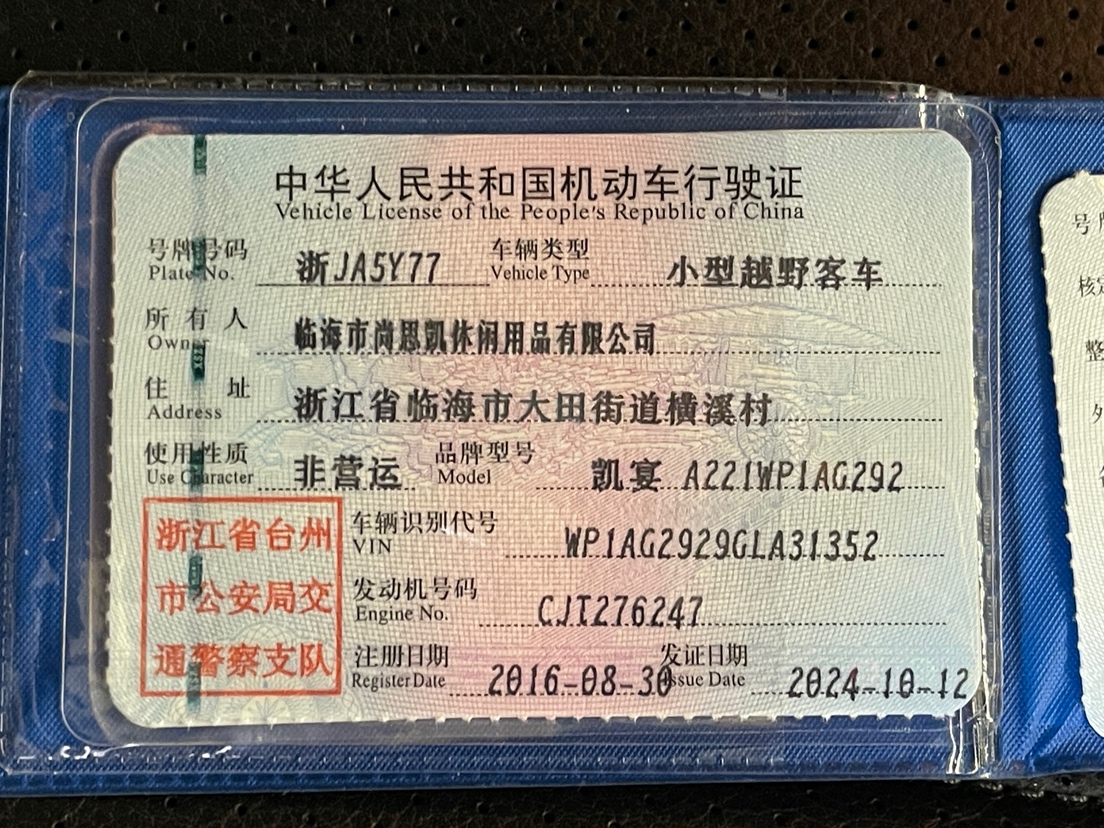 中华人民共和国机动车行驶证
Vehicle License of the People's Republic of China
号牌号码 浙JA5Y77 车辆类型 小型越野客车
Plate No. Vehicle Type
所有人 临海市尚思凯休闲用品有限公司
Owner
住址 浙江省临海市大田街道横溪村
Address
使用性质 非营运 品牌型号 凯宴 A221WP1AG292
Use Character Model
浙江省台州
市公安局交
通警察支队
车辆识别代号 WP1AG2929GLA31352
VIN
发动机号码 CJT276247
Engine No.
注册日期 2016-08-30 发证日期 2024-10-12
Register Date Issue Date
号
核定
整